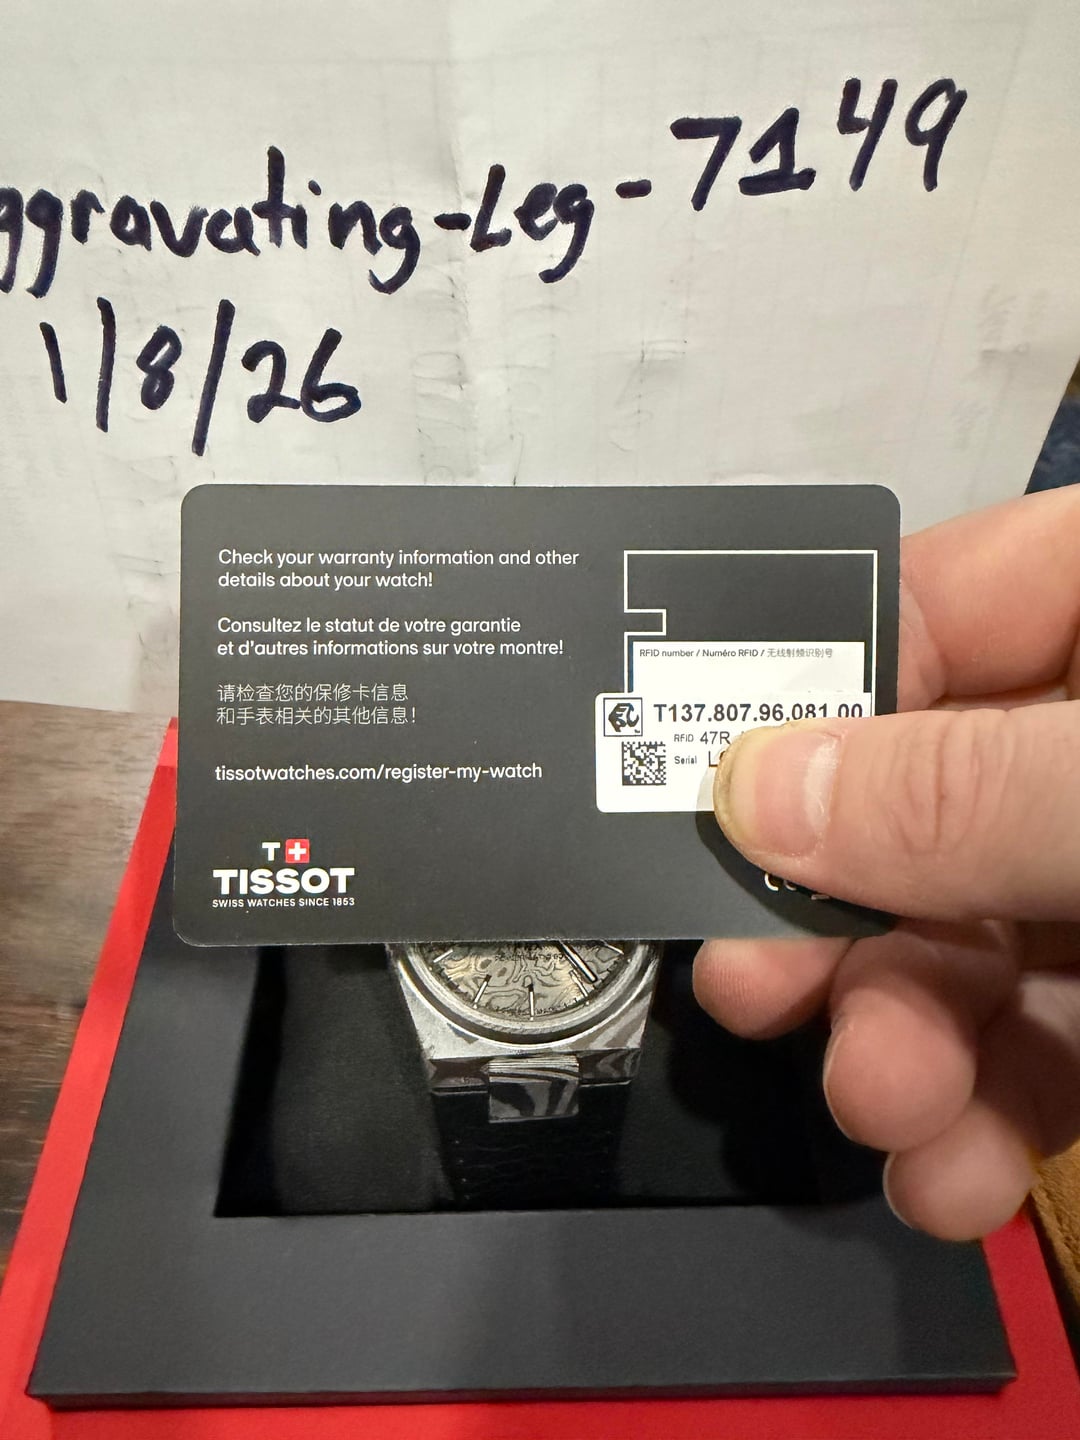 ggravating-Leg-7149
1/8/26
Check your warranty information and other
details about your watch!
Consultez le statut de votre garantie
et d'autres informations sur votre montre!
请检查您的保修卡信息
和手表相关的其他信息!
tissotwatches.com/register-my-watch
T+
TISSOT
SWISS WATCHES SINCE 1853
RFID number / Numéro RFID / 无线射频识别号
T137.807.96.081.00
RFID 47R
Serial